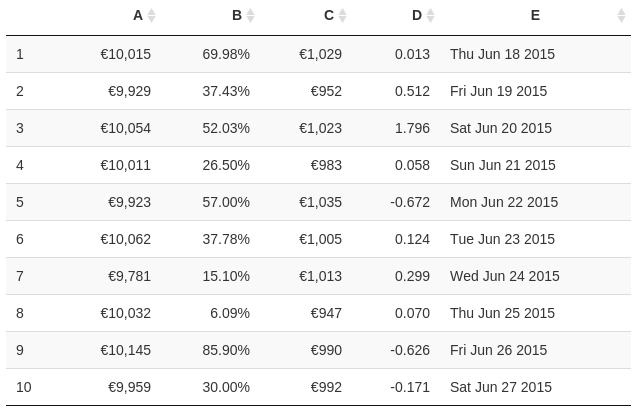 A B C D E
1 €10,015 69.98% €1,029 0.013 Thu Jun 18 2015
2 €9,929 37.43% €952 0.512 Fri Jun 19 2015
3 €10,054 52.03% €1,023 1.796 Sat Jun 20 2015
4 €10,011 26.50% €983 0.058 Sun Jun 21 2015
5 €9,923 57.00% €1,035 -0.672 Mon Jun 22 2015
6 €10,062 37.78% €1,005 0.124 Tue Jun 23 2015
7 €9,781 15.10% €1,013 0.299 Wed Jun 24 2015
8 €10,032 6.09% €947 0.070 Thu Jun 25 2015
9 €10,145 85.90% €990 -0.626 Fri Jun 26 2015
10 €9,959 30.00% €992 -0.171 Sat Jun 27 2015